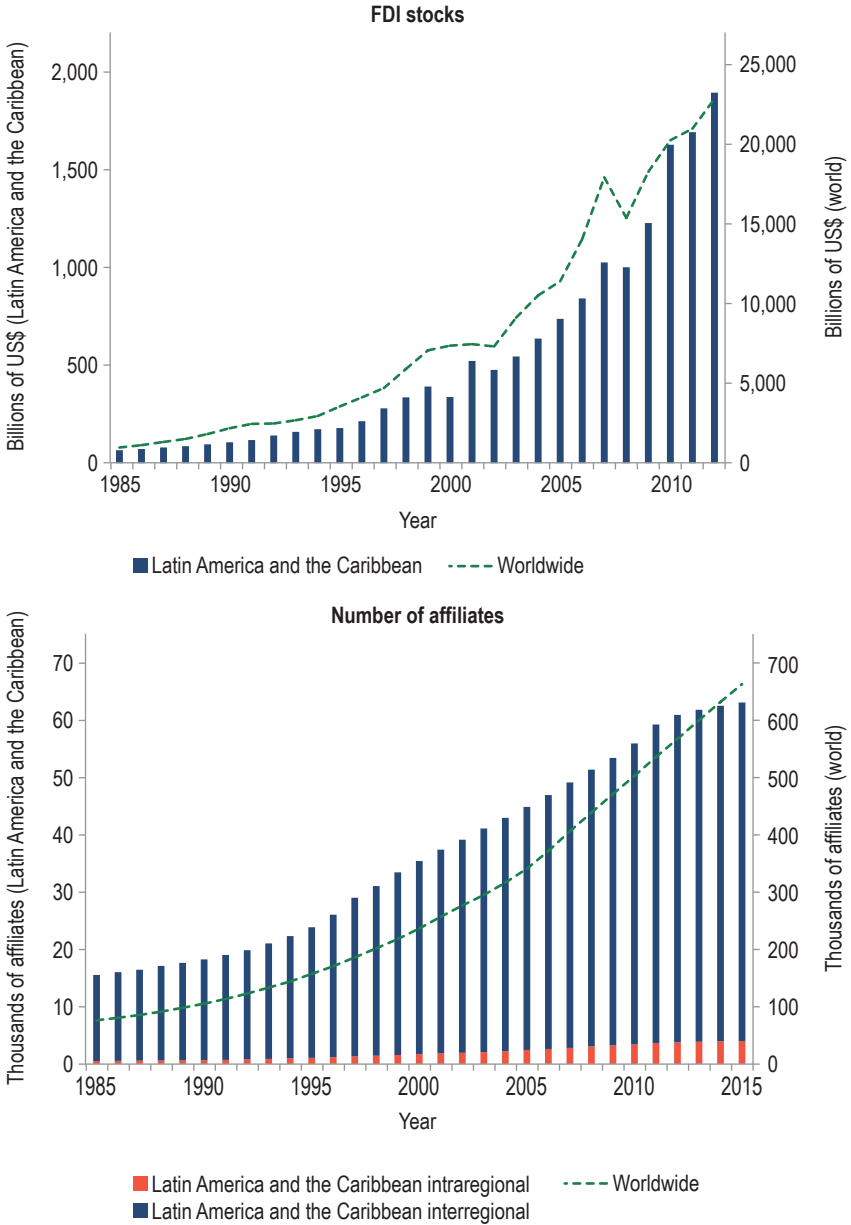 FDI stocks
Billions of US$ (Latin America and the Caribbean)
2,000
1,500
1,000
500
0
25,000
20,000
15,000
10,000
5,000
0
Billions of US$ (world)
1985 1990 1995 2000 2005 2010
Year
Latin America and the Caribbean Worldwide
Number of affiliates
Thousands of affiliates (Latin America and the Caribbean)
70
60
50
40
30
20
10
0
700
600
500
400
300
200
100
0
Thousands of affiliates (world)
1985 1990 1995 2000 2005 2010 2015
Year
Latin America and the Caribbean intraregional Worldwide
Latin America and the Caribbean interregional